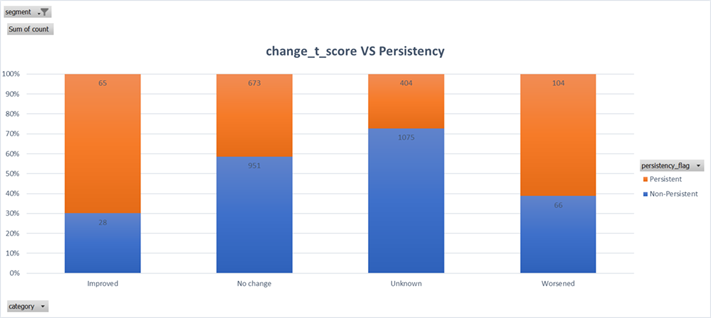 segment
Sum of count
change_t_score VS Persistency
100%
90%
80%
70%
60%
50%
40%
30%
20%
10%
0%
65
673
404
104
28
951
1075
66
Improved
No change
Unknown
Worsened
persistency_flag
Persistent
Non-Persistent
category